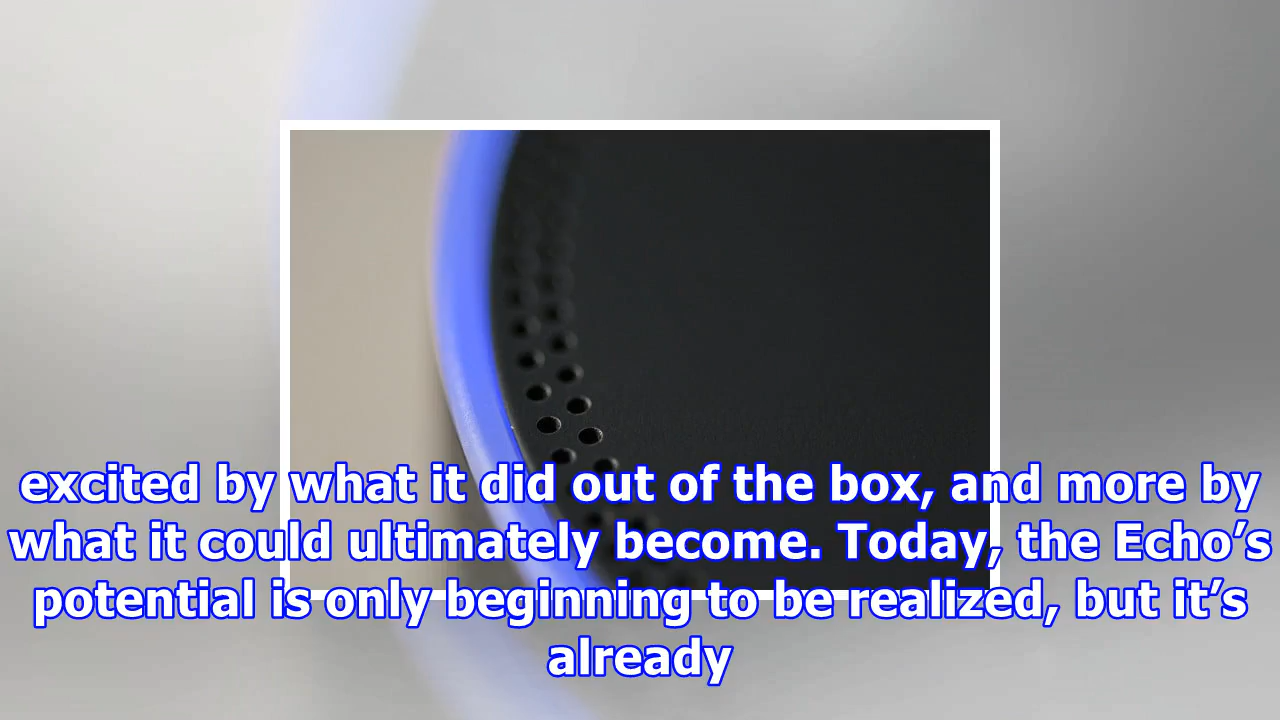 excited by what it did out of the box, and more by
what it could ultimately become. Today, the Echo’s
potential is only beginning to be realized, but it’s
already